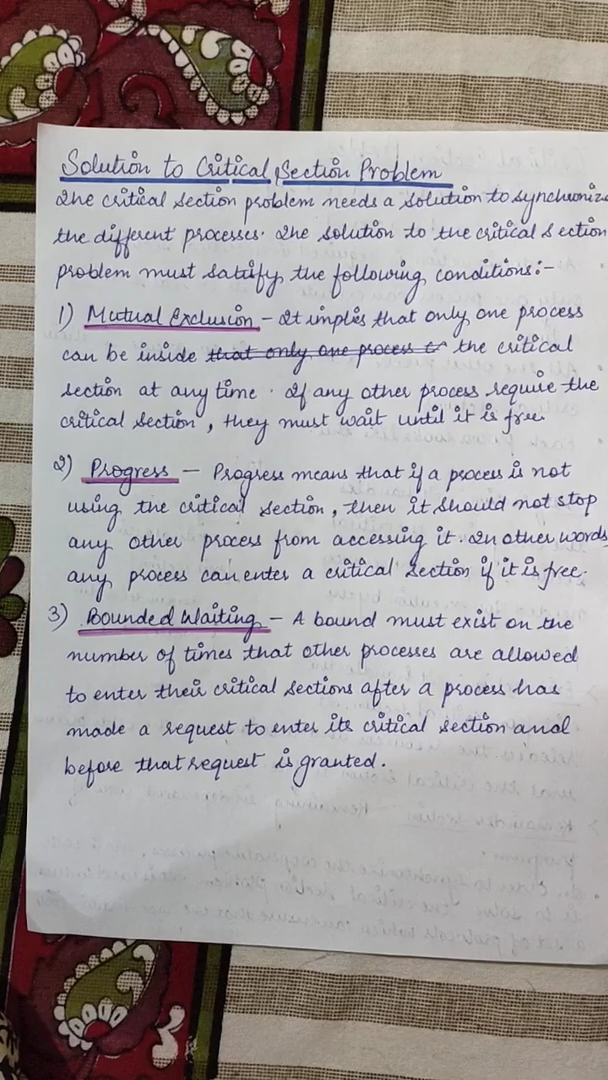 Solution to Critical Section Problem
The critical section problem needs a solution to synchronize
the different processes. The solution to the critical section
problem must satisfy the following conditions:-
1) Mutual Exclusion - It implies that only one process
can be inside that only one process c the critical
section at any time. If any other process require the
critical section, they must wait until it is free.
2) Progress - Progress means that if a process is not
using the critical section, then it should not stop
any other process from accessing it. In other words
any process can enter a critical section if it is free.
3) Bounded Waiting - A bound must exist on the
number of times that other processes are allowed
to enter their critical sections after a process has
made a request to enter its critical section and
before that request is granted.